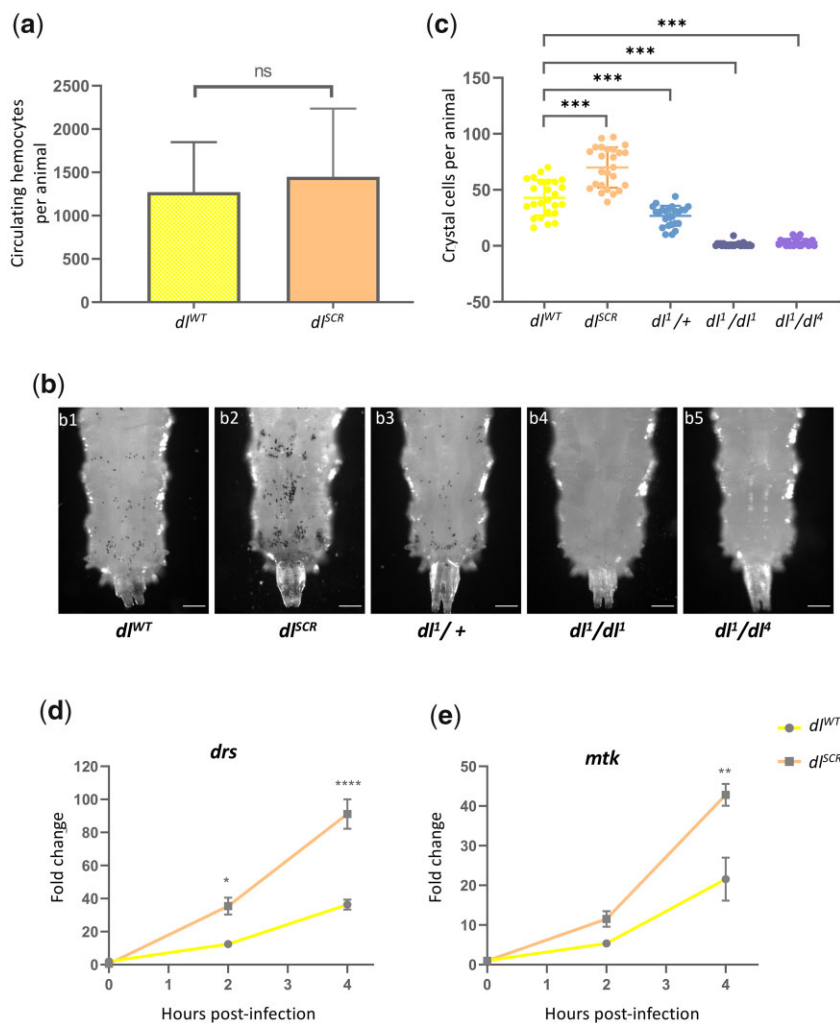 (a)
Circulating hemocytes
per animal
2500
2000
1500
1000
500
0
ns
dl^WT
dl^SCR
(c)
Crystal cells per animal
150
100
50
0
-50
***
***
***
***
dl^WT
dl^SCR
dl^1/+
dl^1/dl^1
dl^1/dl^4
(b)
b1
b2
b3
b4
b5
dl^WT
dl^SCR
dl^1/ +
dl^1/dl^1
dl^1/dl^4
(d)
drs
Fold change
120
100
80
60
40
20
0
*
****
0 1 2 3 4
Hours post-infection
(e)
mtk
Fold change
50
40
30
20
10
0
**
0 1 2 3 4
Hours post-infection
dl^WT
dl^SCR